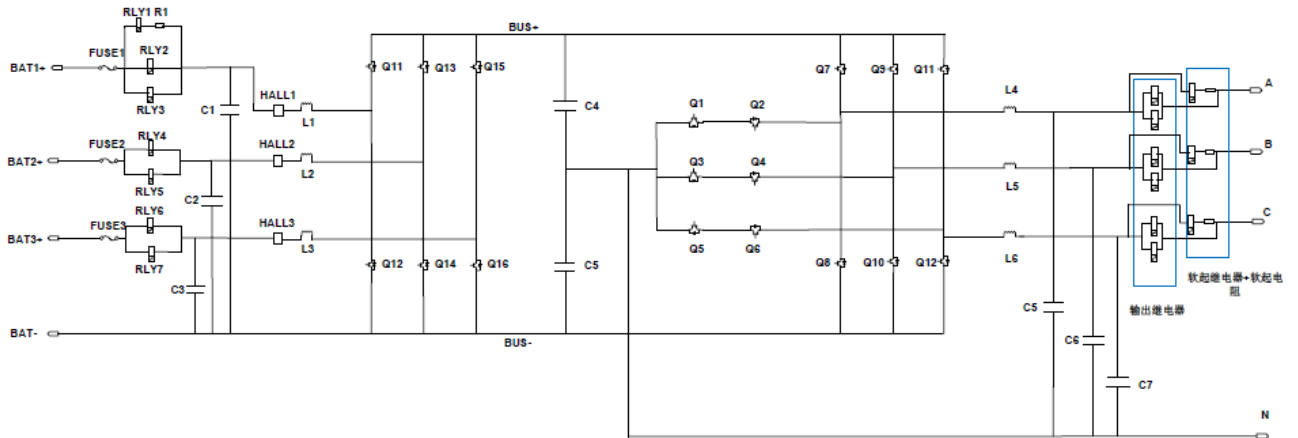 RLY1 R1
BUS+
FUSE1
RLY2
BAT1+
Q11
Q13
Q15
Q7
Q9
Q11
A
RLY3
HALL1
C1
L1
C4
Q1
Q2
L4
RLY4
FUSE2
HALL2
BAT2+
L2
Q3
Q4
L5
B
RLY5
C2
RLY6
FUSE3
HALL3
BAT3+
L3
Q5
Q6
L6
C
RLY7
Q12
Q14
Q16
C5
Q8
Q10
Q12
C3
软起继电器+软起电
阻
C5
输出继电器
BAT-
BUS-
C6
C7
N